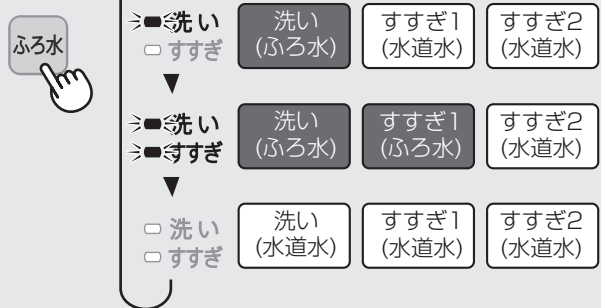 ふろ水
洗い
すすぎ
洗い
(ふろ水)
すすぎ1
(水道水)
すすぎ2
(水道水)
洗い
すすぎ
洗い
(ふろ水)
すすぎ1
(ふろ水)
すすぎ2
(水道水)
洗い
すすぎ
洗い
(水道水)
すすぎ1
(水道水)
すすぎ2
(水道水)